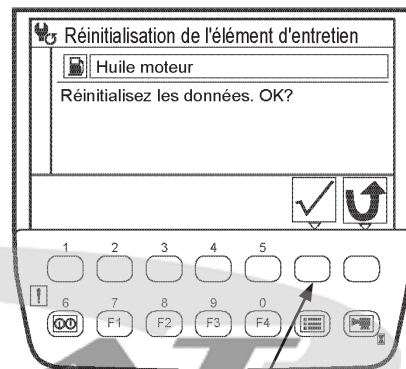 Réinitialisation de l'élément d'entretien
Huile moteur
Réinitialisez les données. OK?
1 2 3 4 5
6 7 8 9 0
F1 F2 F3 F4